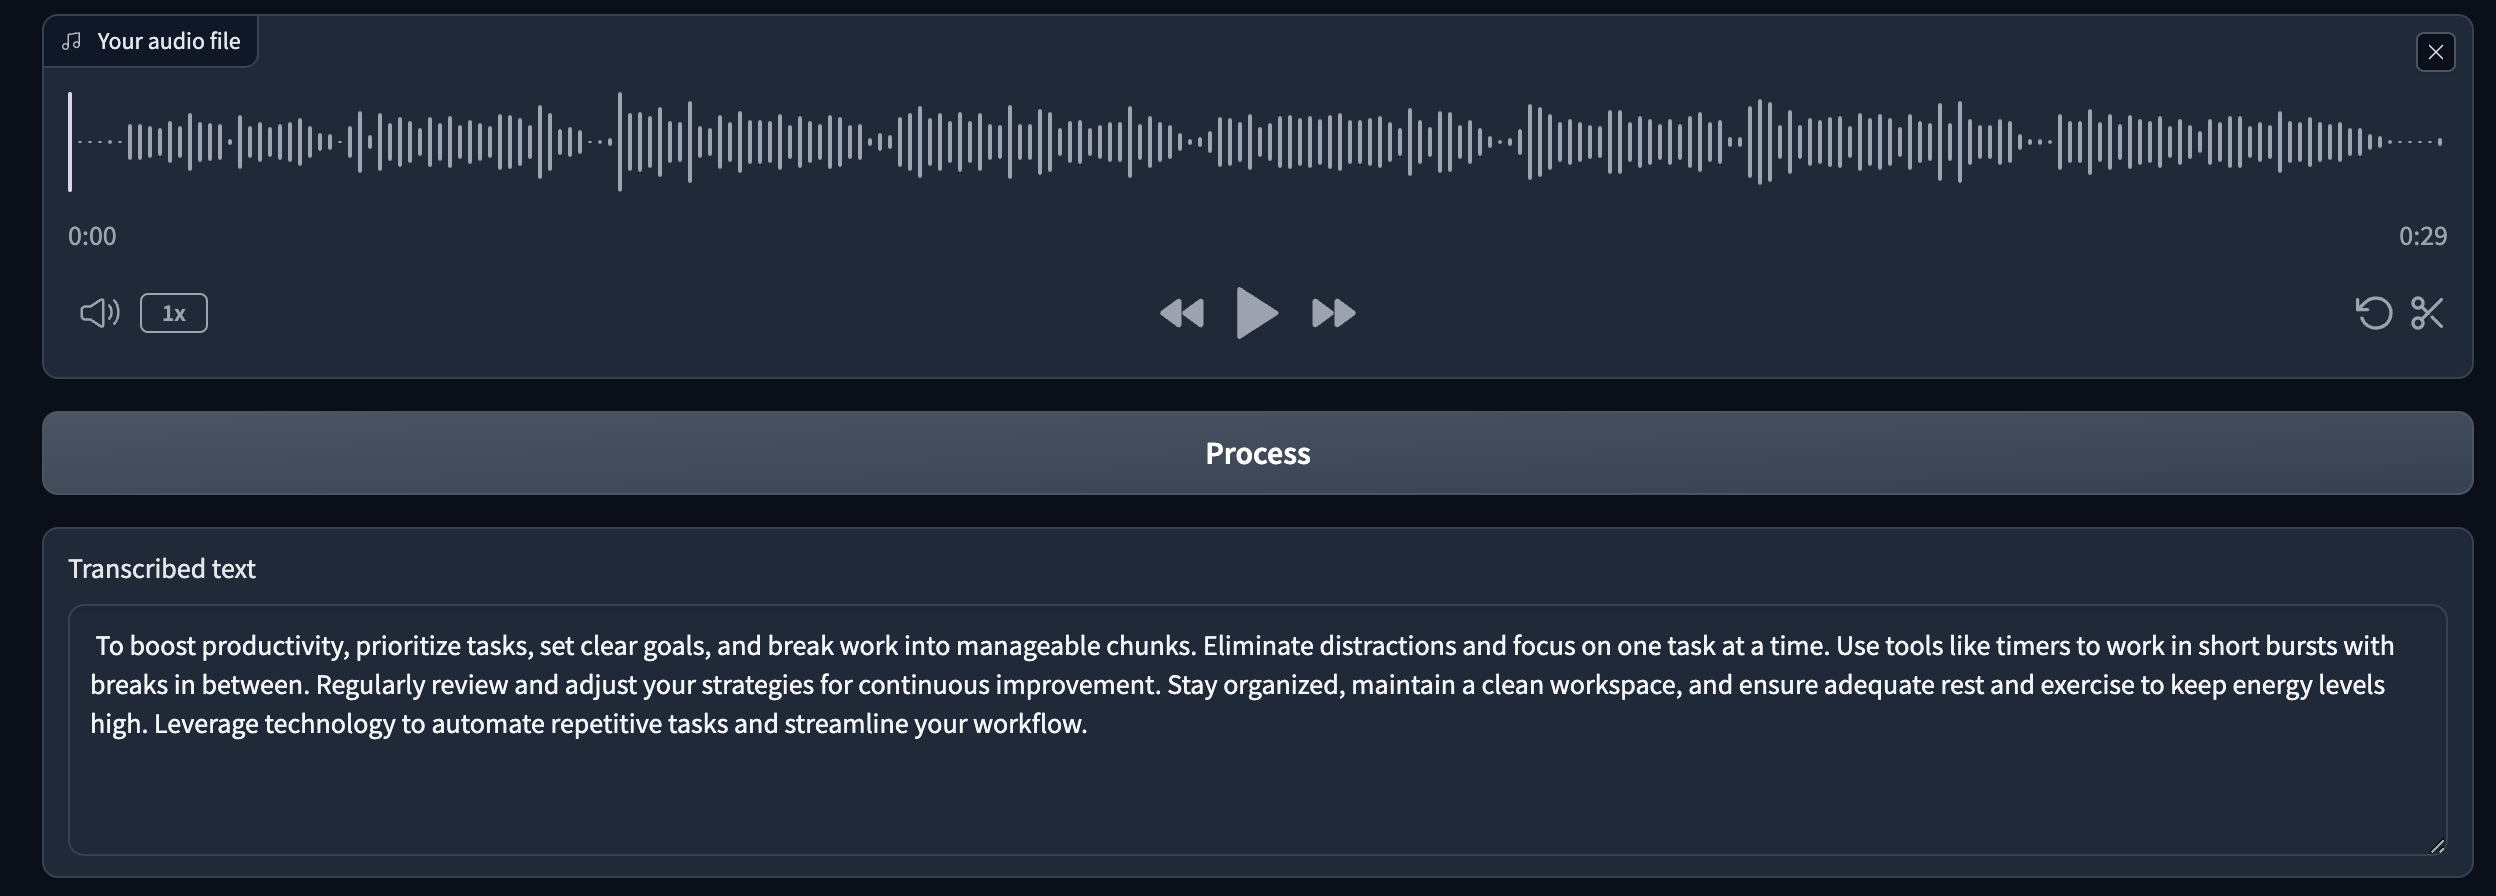 Your audio file
0:00
0:29
1x
Process
Transcribed text
To boost productivity, prioritize tasks, set clear goals, and break work into manageable chunks. Eliminate distractions and focus on one task at a time. Use tools like timers to work in short bursts with
breaks in between. Regularly review and adjust your strategies for continuous improvement. Stay organized, maintain a clean workspace, and ensure adequate rest and exercise to keep energy levels
high. Leverage technology to automate repetitive tasks and streamline your workflow.